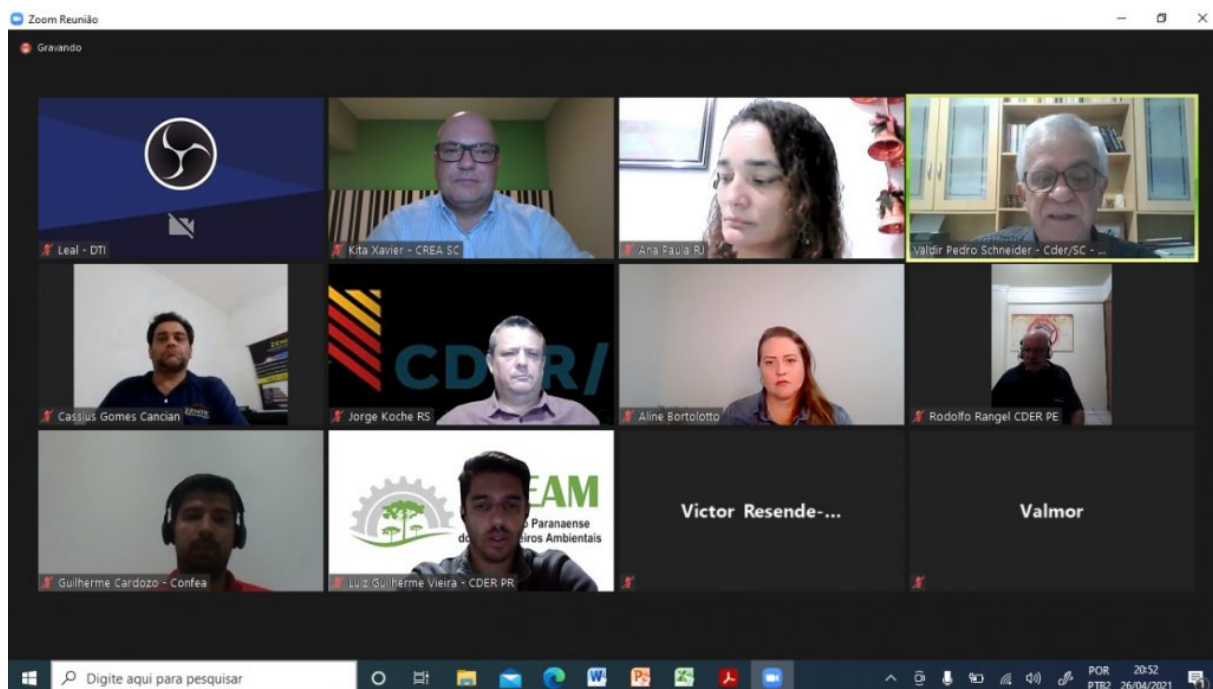 Zoom Reunião
Gravando
Leal - DTI
Kita Xavier - CREA SC
Ana Paula RJ
Valdir Pedro Schneider - Cder/SC - ...
Cassius Gomes Cancian
CDER/
Jorge Koche RS
Aline Bortolotto
Rodolfo Rangel CDER PE
Guilherme Cardozo - Confea
EAM
Paranaense
Ambientais
Luiz Guilherme Vieira - CDER PR
Victor Resende-...
Valmor
Digite aqui para pesquisar
POR
20:52
PTB2
26/04/2021